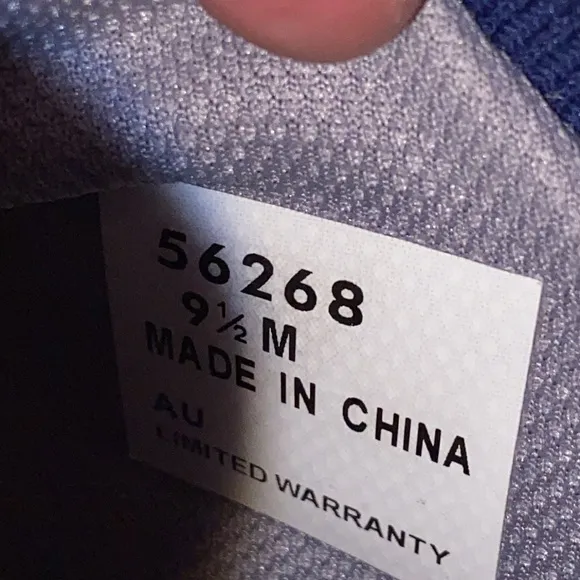 56268
9½ M
MADE IN CHINA
AU
LIMITED WARRANTY